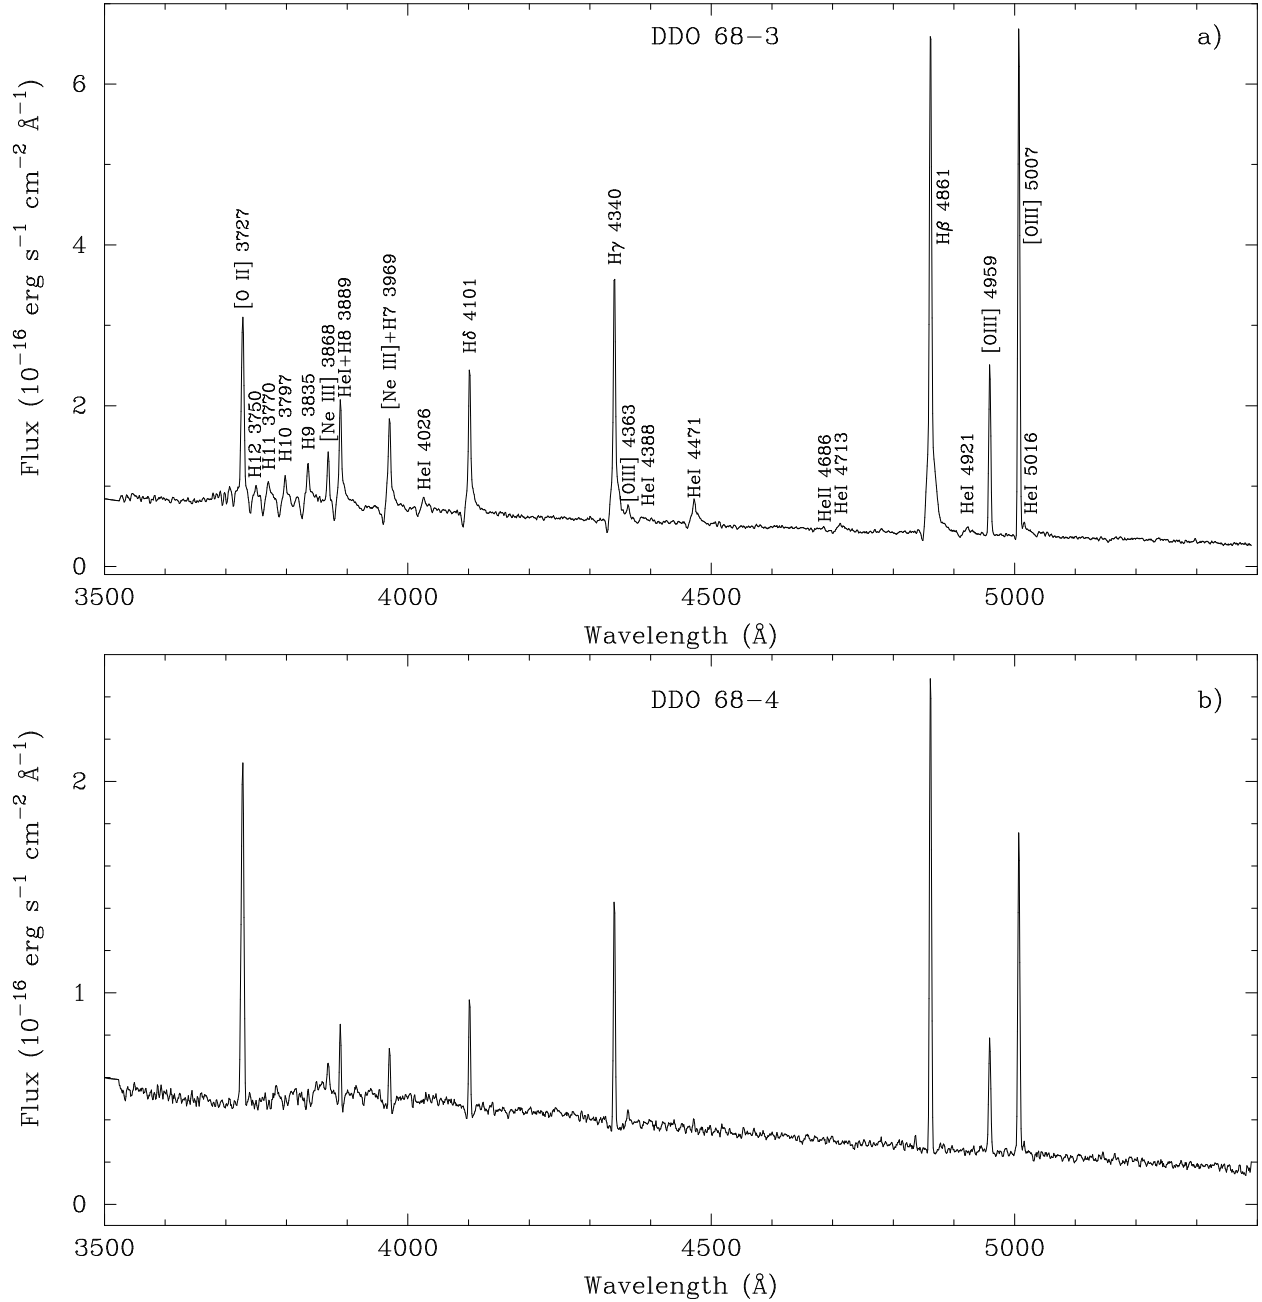 DDO 68−3
a)
Flux (10−16 erg s−1 cm−2 Å−1)
6
4
2
0
[O II] 3727
H12 3750
H11 3770
H10 3797
H9 3835
[Ne III] 3868
HeI+H8 3889
[Ne III]+H7 3969
HeI 4026
Hδ 4101
Hγ 4340
[OIII] 4363
HeI 4388
HeI 4471
HeII 4686
HeI 4713
Hβ 4861
HeI 4921
[OIII] 4959
[OIII] 5007
HeI 5016
3500 4000 4500 5000
Wavelength (Å)
DDO 68−4
b)
Flux (10−16 erg s−1 cm−2 Å−1)
2
1
0
3500 4000 4500 5000
Wavelength (Å)